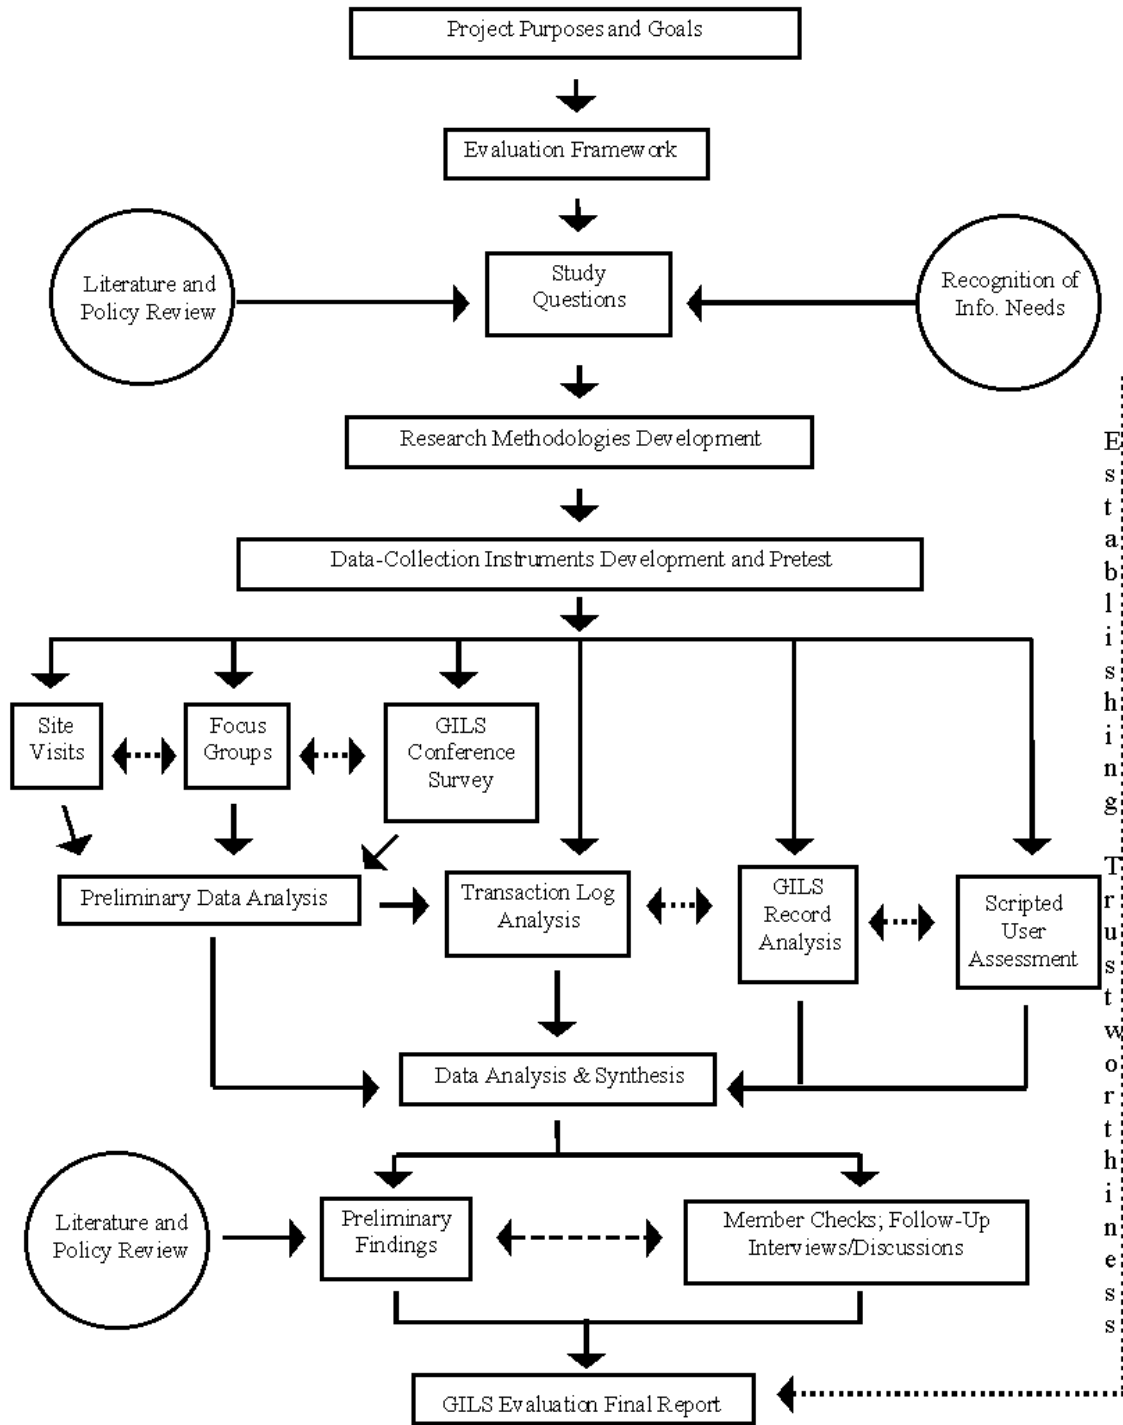 Project Purposes and Goals
Evaluation Framework
Literature and
Policy Review
Study
Questions
Recognition of
Info. Needs
Research Methodologies Development
Data-Collection Instruments Development and Pretest
Site
Visits
Focus
Groups
GILS
Conference
Survey
Preliminary Data Analysis
Transaction Log
Analysis
GILS
Record
Analysis
Scripted
User
Assessment
Data Analysis & Synthesis
Literature and
Policy Review
Preliminary
Findings
Member Checks; Follow-Up
Interviews/Discussions
GILS Evaluation Final Report
Establishing Trustworthiness